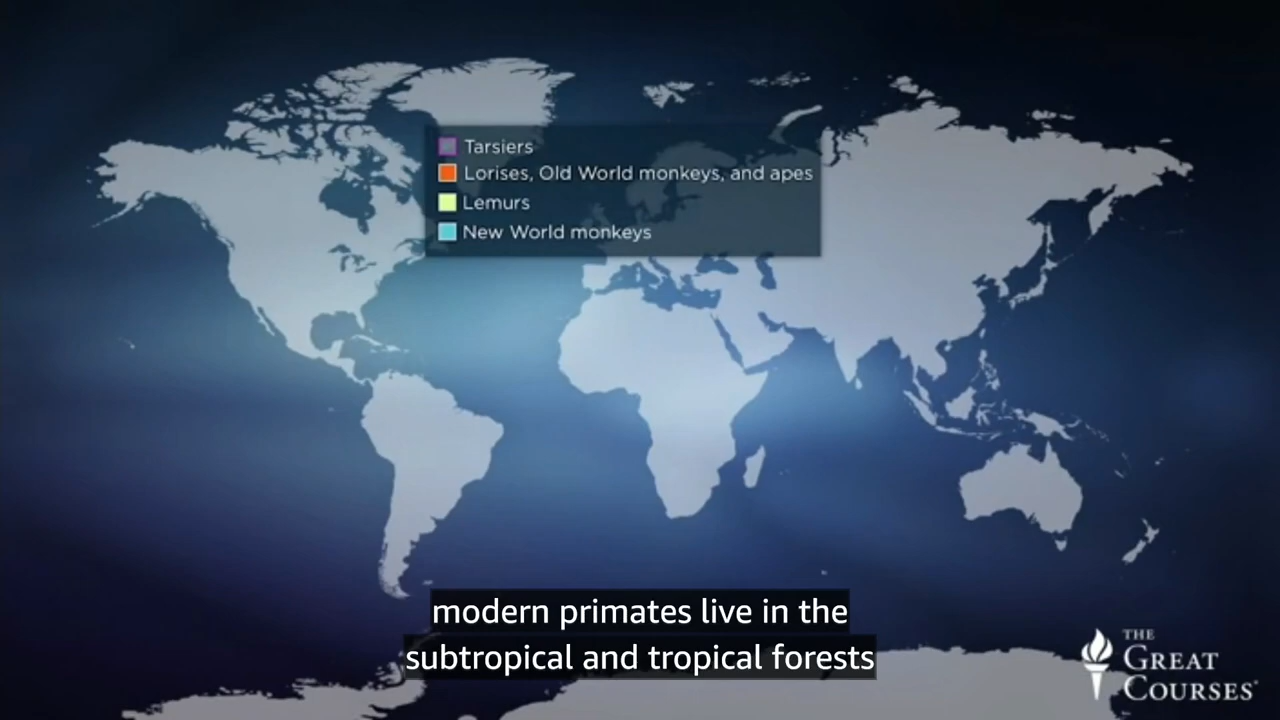 Tarsiers
Lorises, Old World monkeys, and apes
Lemurs
New World monkeys
modern primates live in the
subtropical and tropical forests
THE
GREAT
COURSES®